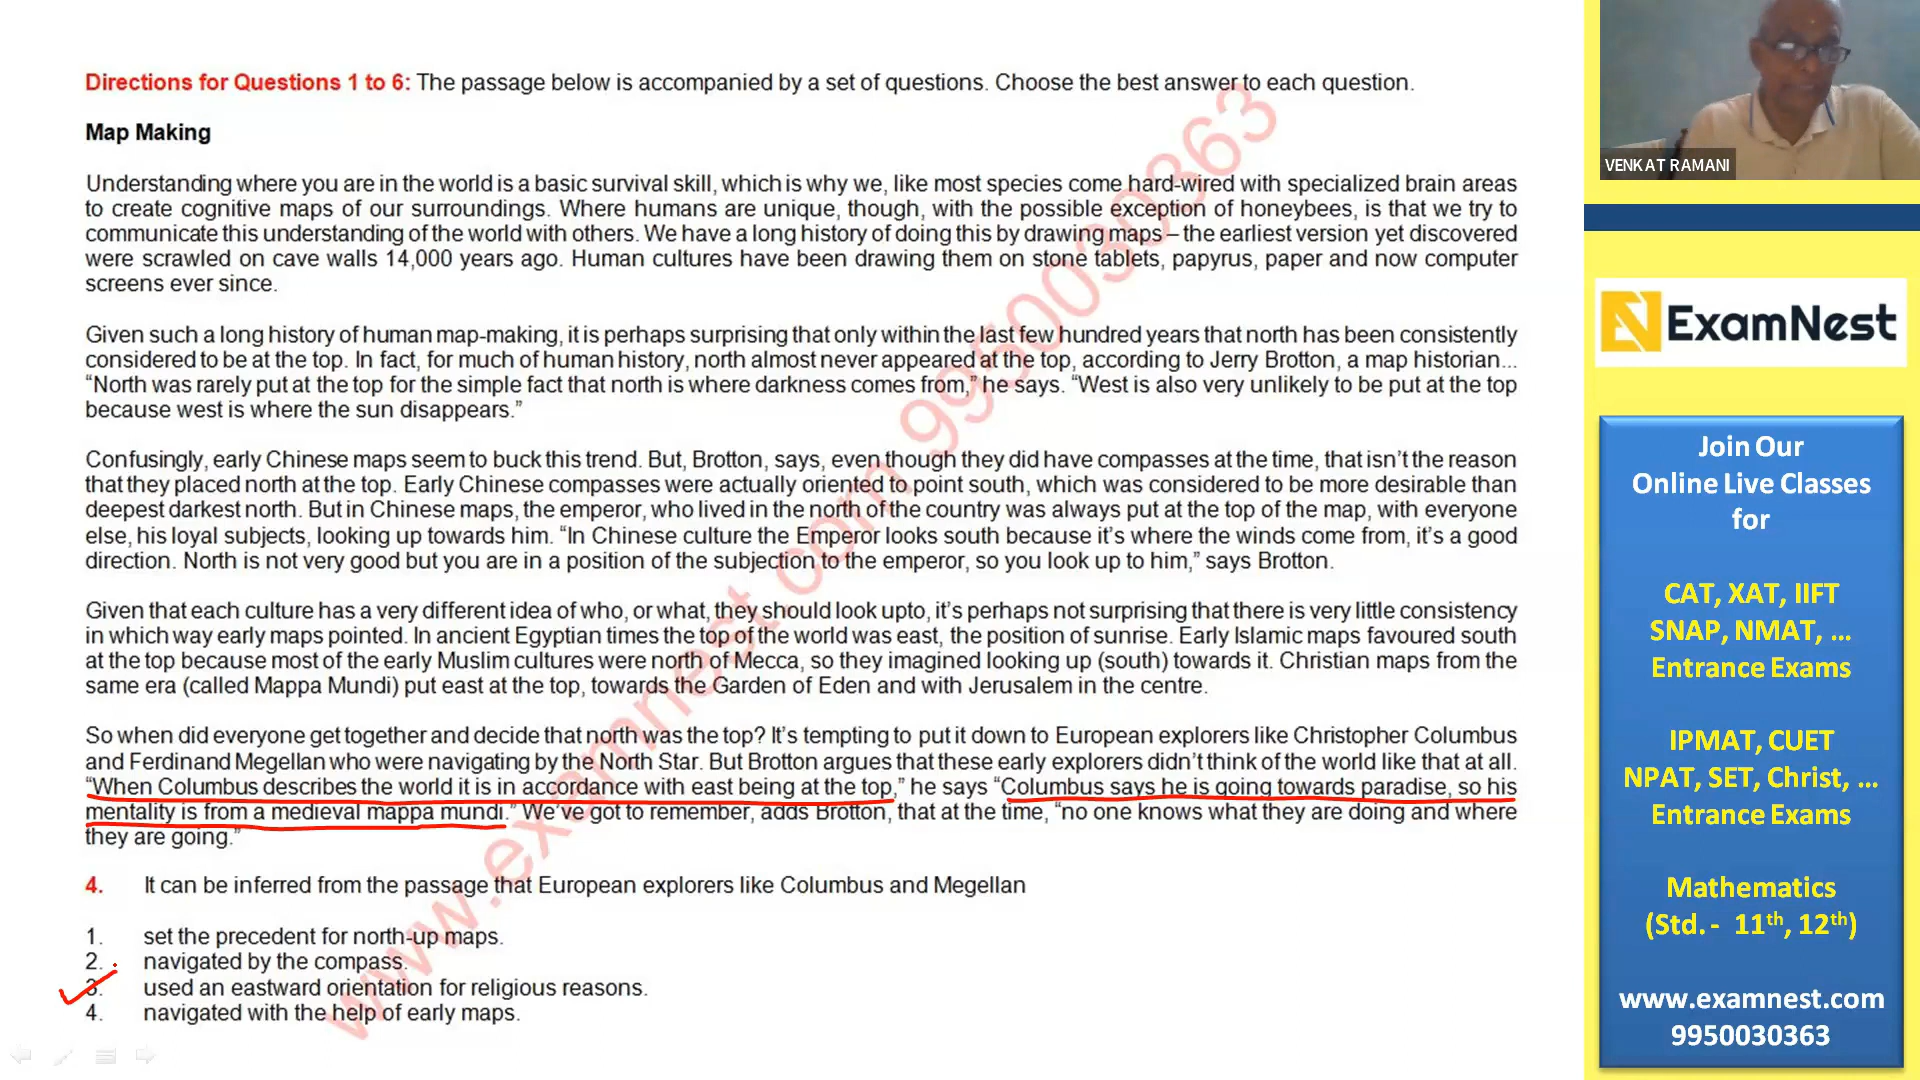 Directions for Questions 1 to 6: The passage below is accompanied by a set of questions. Choose the best answer to each question.
Map Making
Understanding where you are in the world is a basic survival skill, which is why we, like most species come hard-wired with specialized brain areas
to create cognitive maps of our surroundings. Where humans are unique, though, with the possible exception of honeybees, is that we try to
communicate this understanding of the world with others. We have a long history of doing this by drawing maps – the earliest version yet discovered
were scrawled on cave walls 14,000 years ago. Human cultures have been drawing them on stone tablets, papyrus, paper and now computer
screens ever since.
Given such a long history of human map-making, it is perhaps surprising that only within the last few hundred years that north has been consistently
considered to be at the top. In fact, for much of human history, north almost never appeared at the top, according to Jerry Brotton, a map historian...
“North was rarely put at the top for the simple fact that north is where darkness comes from,” he says. “West is also very unlikely to be put at the top
because west is where the sun disappears.”
Confusingly, early Chinese maps seem to buck this trend. But, Brotton, says, even though they did have compasses at the time, that isn’t the reason
that they placed north at the top. Early Chinese compasses were actually oriented to point south, which was considered to be more desirable than
deepest darkest north. But in Chinese maps, the emperor, who lived in the north of the country was always put at the top of the map, with everyone
else, his loyal subjects, looking up towards him. “In Chinese culture the Emperor looks south because it’s where the winds come from, it’s a good
direction. North is not very good but you are in a position of the subjection to the emperor, so you look up to him,” says Brotton.
Given that each culture has a very different idea of who, or what, they should look upto, it’s perhaps not surprising that there is very little consistency
in which way early maps pointed. In ancient Egyptian times the top of the world was east, the position of sunrise. Early Islamic maps favoured south
at the top because most of the early Muslim cultures were north of Mecca, so they imagined looking up (south) towards it. Christian maps from the
same era (called Mappa Mundi) put east at the top, towards the Garden of Eden and with Jerusalem in the centre.
So when did everyone get together and decide that north was the top? It’s tempting to put it down to European explorers like Christopher Columbus
and Ferdinand Megellan who were navigating by the North Star. But Brotton argues that these early explorers didn’t think of the world like that at all.
“When Columbus describes the world it is in accordance with east being at the top,” he says “Columbus says he is going towards paradise, so his
mentality is from a medieval mappa mundi.” We’ve got to remember, adds Brotton, that at the time, “no one knows what they are doing and where
they are going.”
4. It can be inferred from the passage that European explorers like Columbus and Megellan
1. set the precedent for north-up maps.
2. navigated by the compass.
3. used an eastward orientation for religious reasons.
4. navigated with the help of early maps.
www.examnest.com 9950030363
VENKAT RAMANI
ExamNest
Join Our
Online Live Classes
for
CAT, XAT, IIFT
SNAP, NMAT, ...
Entrance Exams
IPMAT, CUET
NPAT, SET, Christ, ...
Entrance Exams
Mathematics
(Std. - 11th, 12th)
www.examnest.com
9950030363